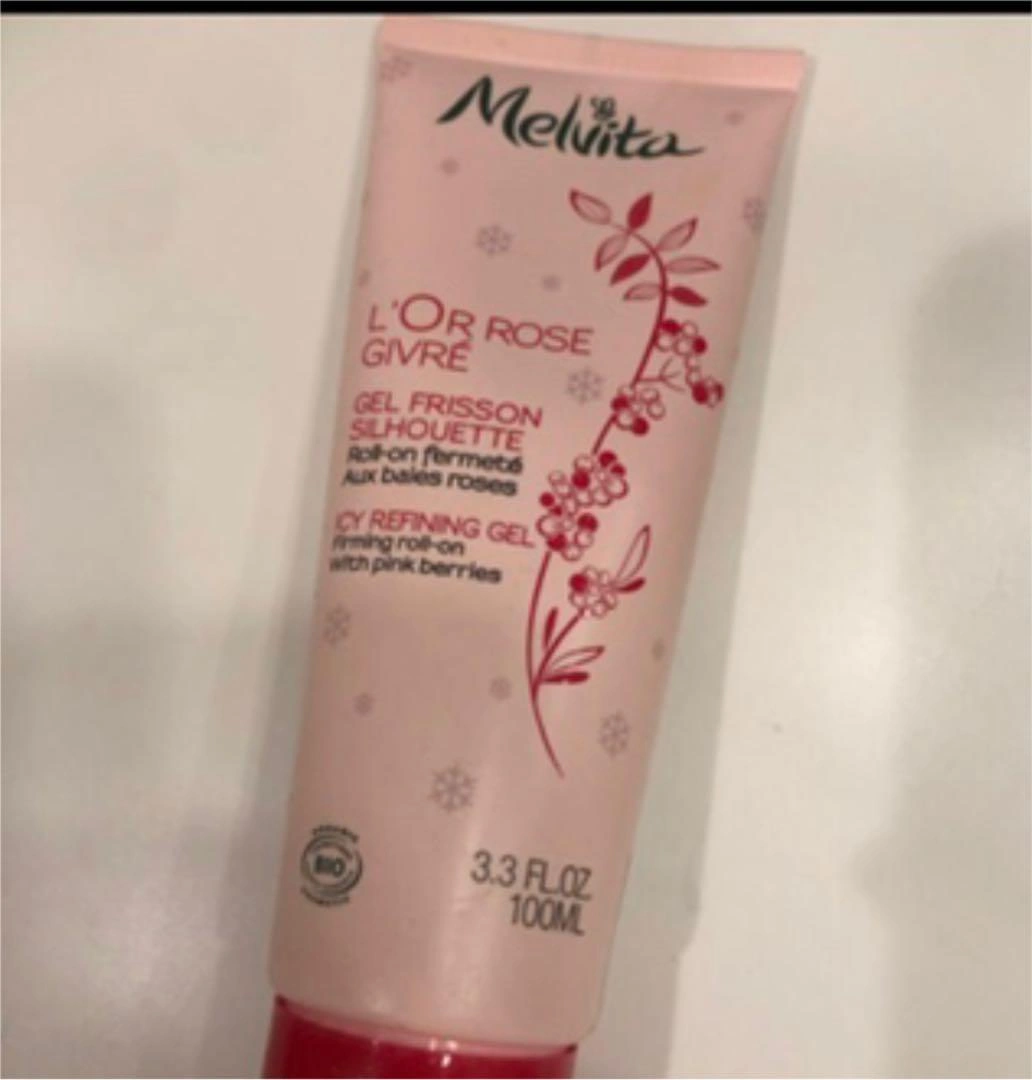 Melvita
L'OR ROSE
GIVRÉ
GEL FRISSON
SILHOUETTE
Roll-on fermeté
Aux baies roses
ICY REFINING GEL
Firming roll-on
with pink berries
BIO
3.3 FL.OZ
100ML